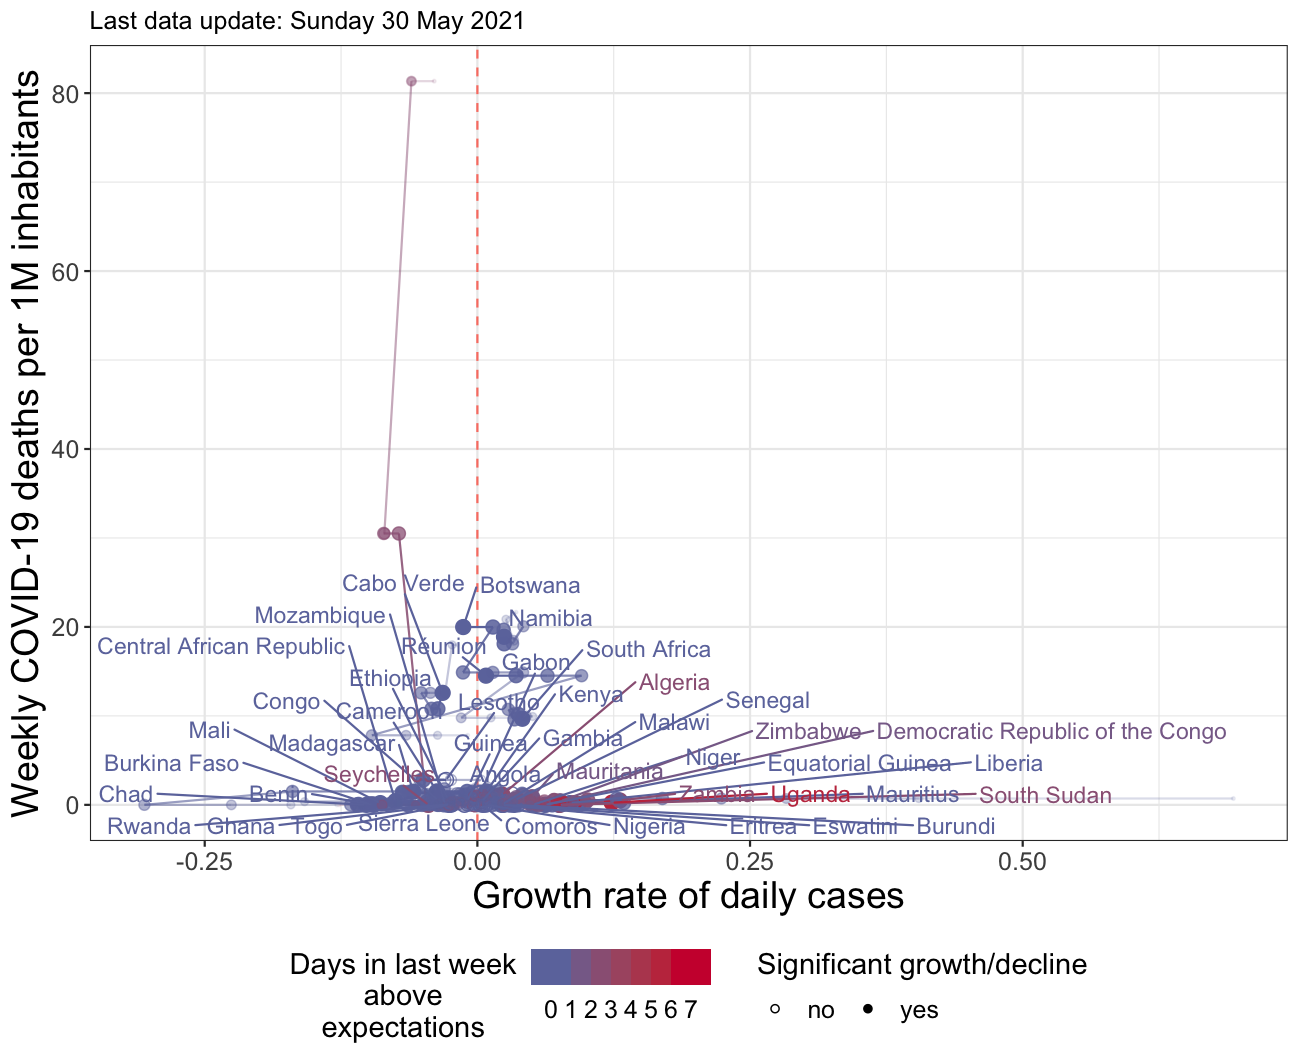 Last data update: Sunday 30 May 2021
Weekly COVID-19 deaths per 1M inhabitants
80
60
40
20
0
Cabo Verde
Botswana
Mozambique
Namibia
Central African Republic
Réunion
South Africa
Gabon
Ethiopia
Algeria
Congo
Lesotho
Kenya
Senegal
Cameroon
Malawi
Mali
Zimbabwe
Democratic Republic of the Congo
Madagascar
Guinea
Gambia
Niger
Burkina Faso
Equatorial Guinea
Liberia
Seychelles
Angola
Mauritania
Chad
Benin
Zambia
Uganda
Mauritius
South Sudan
Rwanda
Ghana
Togo
Sierra Leone
Comoros
Nigeria
Eritrea
Eswatini
Burundi
-0.25
0.00
0.25
0.50
Growth rate of daily cases
Days in last week
above
expectations
0 1 2 3 4 5 6 7
Significant growth/decline
no
yes